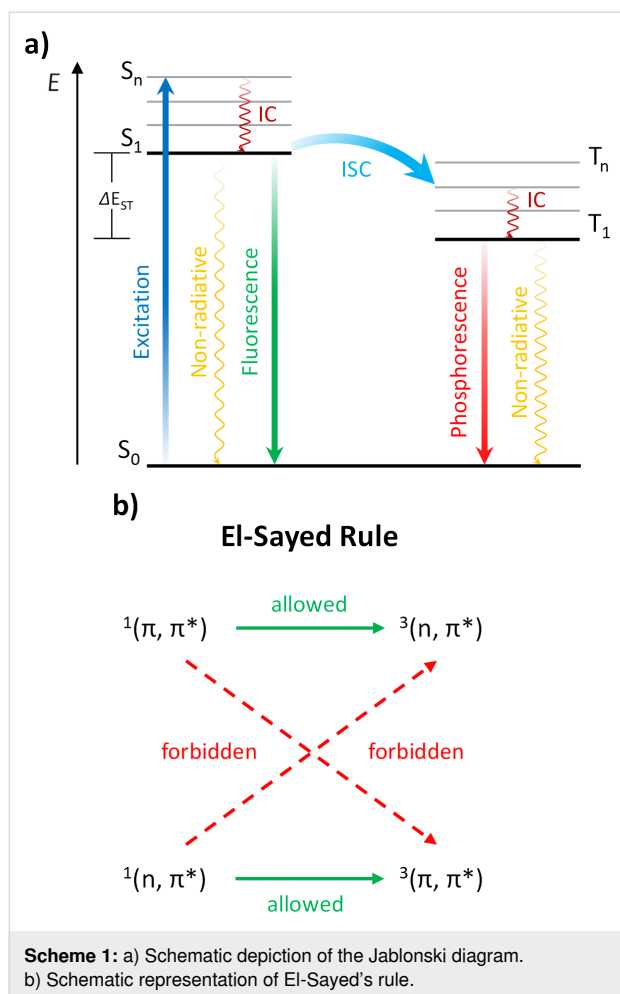 a)
E
Sₙ
IC
S₁
ISC
Tₙ
ΔE_ST
IC
T₁
Excitation
Non-radiative
Fluorescence
Phosphorescence
Non-radiative
S₀
b)
El-Sayed Rule
¹(π, π*) allowed ³(n, π*)
forbidden forbidden
¹(n, π*) allowed ³(π, π*)
Scheme 1: a) Schematic depiction of the Jablonski diagram.
b) Schematic representation of El-Sayed’s rule.